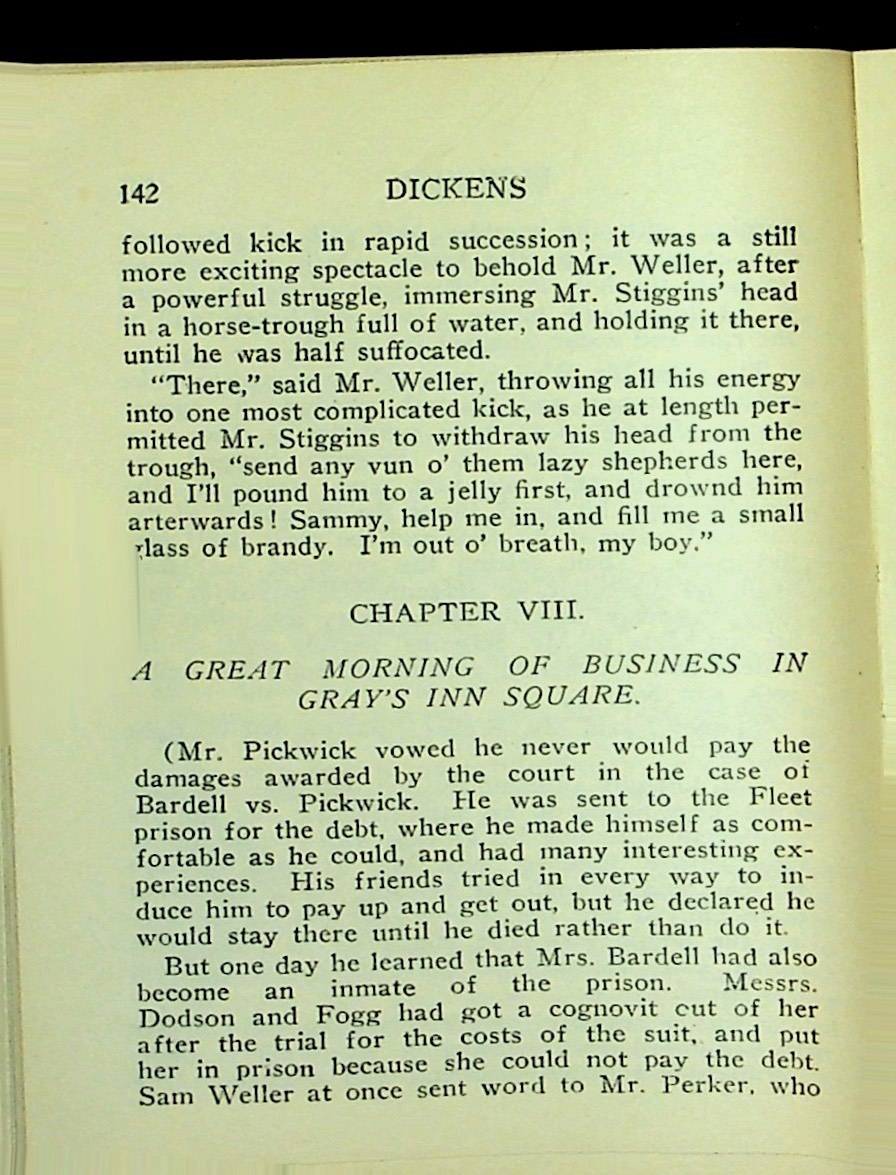 142 DICKENS
followed kick in rapid succession; it was a still
more exciting spectacle to behold Mr. Weller, after
a powerful struggle, immersing Mr. Stiggins' head
in a horse-trough full of water, and holding it there,
until he was half suffocated.
"There," said Mr. Weller, throwing all his energy
into one most complicated kick, as he at length per-
mitted Mr. Stiggins to withdraw his head from the
trough, "send any vun o' them lazy shepherds here,
and I'll pound him to a jelly first, and drownd him
arterwards! Sammy, help me in, and fill me a small
glass of brandy. I'm out o' breath, my boy."
CHAPTER VIII.
A GREAT MORNING OF BUSINESS IN
GRAY'S INN SQUARE.
(Mr. Pickwick vowed he never would pay the
damages awarded by the court in the case of
Bardell vs. Pickwick. He was sent to the Fleet
prison for the debt, where he made himself as com-
fortable as he could, and had many interesting ex-
periences. His friends tried in every way to in-
duce him to pay up and get out, but he declared he
would stay there until he died rather than do it.
But one day he learned that Mrs. Bardell had also
become an inmate of the prison. Messrs.
Dodson and Fogg had got a cognovit out of her
after the trial for the costs of the suit, and put
her in prison because she could not pay the debt.
Sam Weller at once sent word to Mr. Perker, who